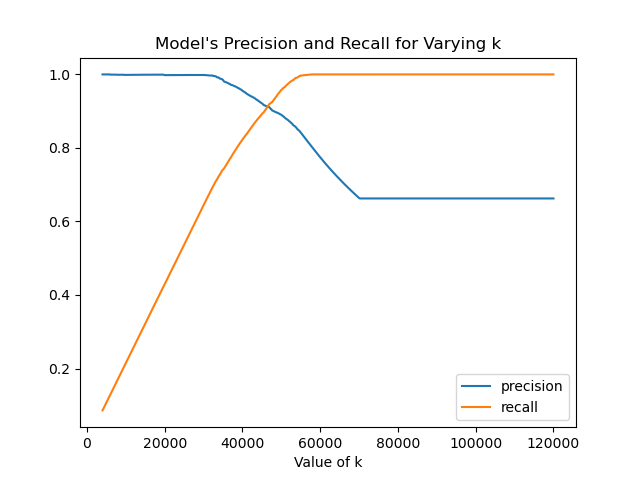 Model's Precision and Recall for Varying k
1.0
0.8
0.6
0.4
0.2
0 20000 40000 60000 80000 100000 120000
Value of k
precision
recall